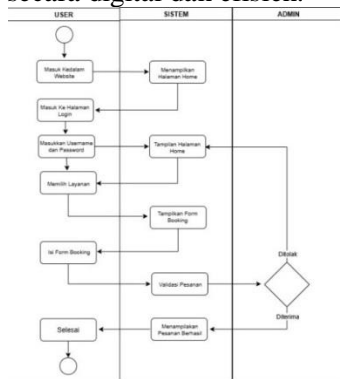 secara digital dan efisien.
USER SISTEM ADMIN
Masuk Kedalam
Website
Menampilkan
Halaman Home
Masuk Ke Halaman
Login
Masukkan Username
dan Password
Tampilan Halaman
Home
Memilih Layanan
Tampilkan Form
Booking
Isi Form Booking
Ditolak
Validasi Pesanan
Diterima
Selesai
Menampilakan
Pesanan Berhasil